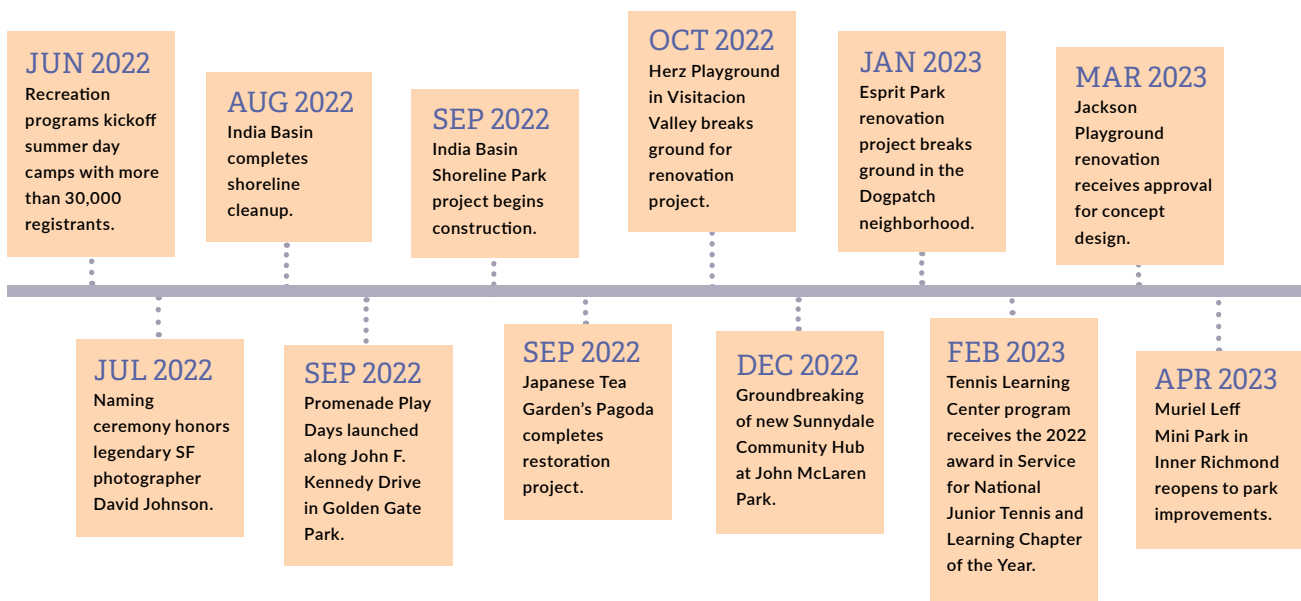 JUN 2022
Recreation
programs kickoff
summer day
camps with more
than 30,000
registrants.
JUL 2022
Naming
ceremony honors
legendary SF
photographer
David Johnson.
AUG 2022
India Basin
completes
shoreline
cleanup.
SEP 2022
Promenade Play
Days launched
along John F.
Kennedy Drive
in Golden Gate
Park.
SEP 2022
India Basin
Shoreline Park
project begins
construction.
SEP 2022
Japanese Tea
Garden’s Pagoda
completes
restoration
project.
OCT 2022
Herz Playground
in Visitacion
Valley breaks
ground for
renovation
project.
DEC 2022
Groundbreaking
of new Sunnydale
Community Hub
at John McLaren
Park.
JAN 2023
Esprit Park
renovation
project breaks
ground in the
Dogpatch
neighborhood.
FEB 2023
Tennis Learning
Center program
receives the 2022
award in Service
for National
Junior Tennis and
Learning Chapter
of the Year.
MAR 2023
Jackson
Playground
renovation
receives approval
for concept
design.
APR 2023
Muriel Leff
Mini Park in
Inner Richmond
reopens to park
improvements.